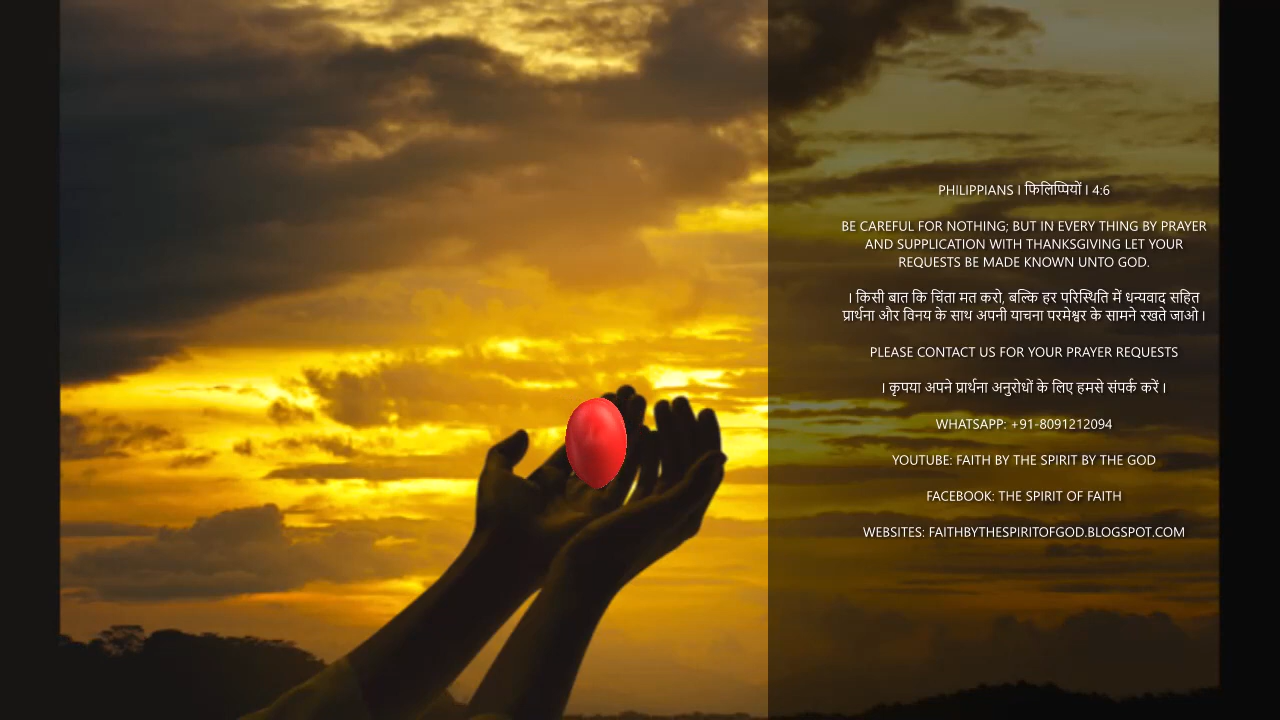 PHILIPPIANS । फिलिप्पियों । 4:6
BE CAREFUL FOR NOTHING; BUT IN EVERY THING BY PRAYER
AND SUPPLICATION WITH THANKSGIVING LET YOUR
REQUESTS BE MADE KNOWN UNTO GOD.
। किसी बात कि चिंता मत करो, बल्कि हर परिस्थिति में धन्यवाद सहित
प्रार्थना और विनय के साथ अपनी याचना परमेश्वर के सामने रखते जाओ ।
PLEASE CONTACT US FOR YOUR PRAYER REQUESTS
। कृपया अपने प्रार्थना अनुरोधों के लिए हमसे संपर्क करें ।
WHATSAPP: +91-8091212094
YOUTUBE: FAITH BY THE SPIRIT BY THE GOD
FACEBOOK: THE SPIRIT OF FAITH
WEBSITES: FAITHBYTHESPIRITOFGOD.BLOGSPOT.COM